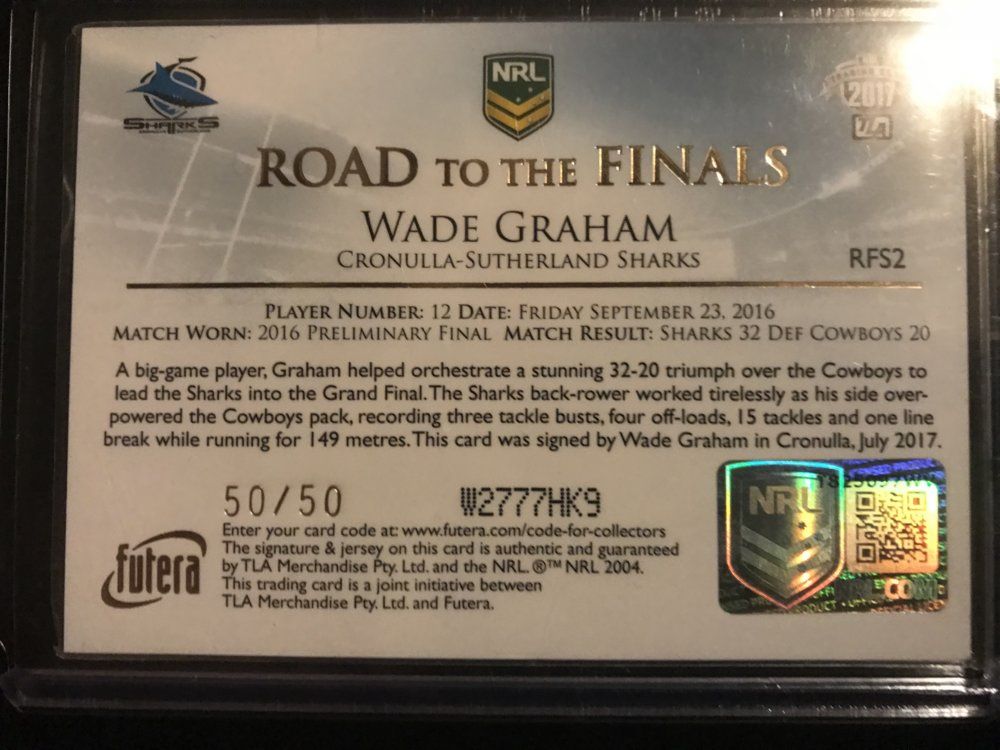 SHARKS
NRL
2017
ROAD TO THE FINALS
WADE GRAHAM
CRONULLA-SUTHERLAND SHARKS
RFS2
PLAYER NUMBER: 12 DATE: FRIDAY SEPTEMBER 23, 2016
MATCH WORN: 2016 PRELIMINARY FINAL MATCH RESULT: SHARKS 32 DEF COWBOYS 20
A big-game player, Graham helped orchestrate a stunning 32-20 triumph over the Cowboys to
lead the Sharks into the Grand Final. The Sharks back-rower worked tirelessly as his side over-
powered the Cowboys pack, recording three tackle busts, four off-loads, 15 tackles and one line
break while running for 149 metres. This card was signed by Wade Graham in Cronulla, July 2017.
50/50
W2777HK9
Enter your card code at: www.futera.com/code-for-collectors
The signature & jersey on this card is authentic and guaranteed
by TLA Merchandise Pty. Ltd. and the NRL. ®™ NRL 2004.
This trading card is a joint initiative between
TLA Merchandise Pty. Ltd. and Futera.
futera
NRL